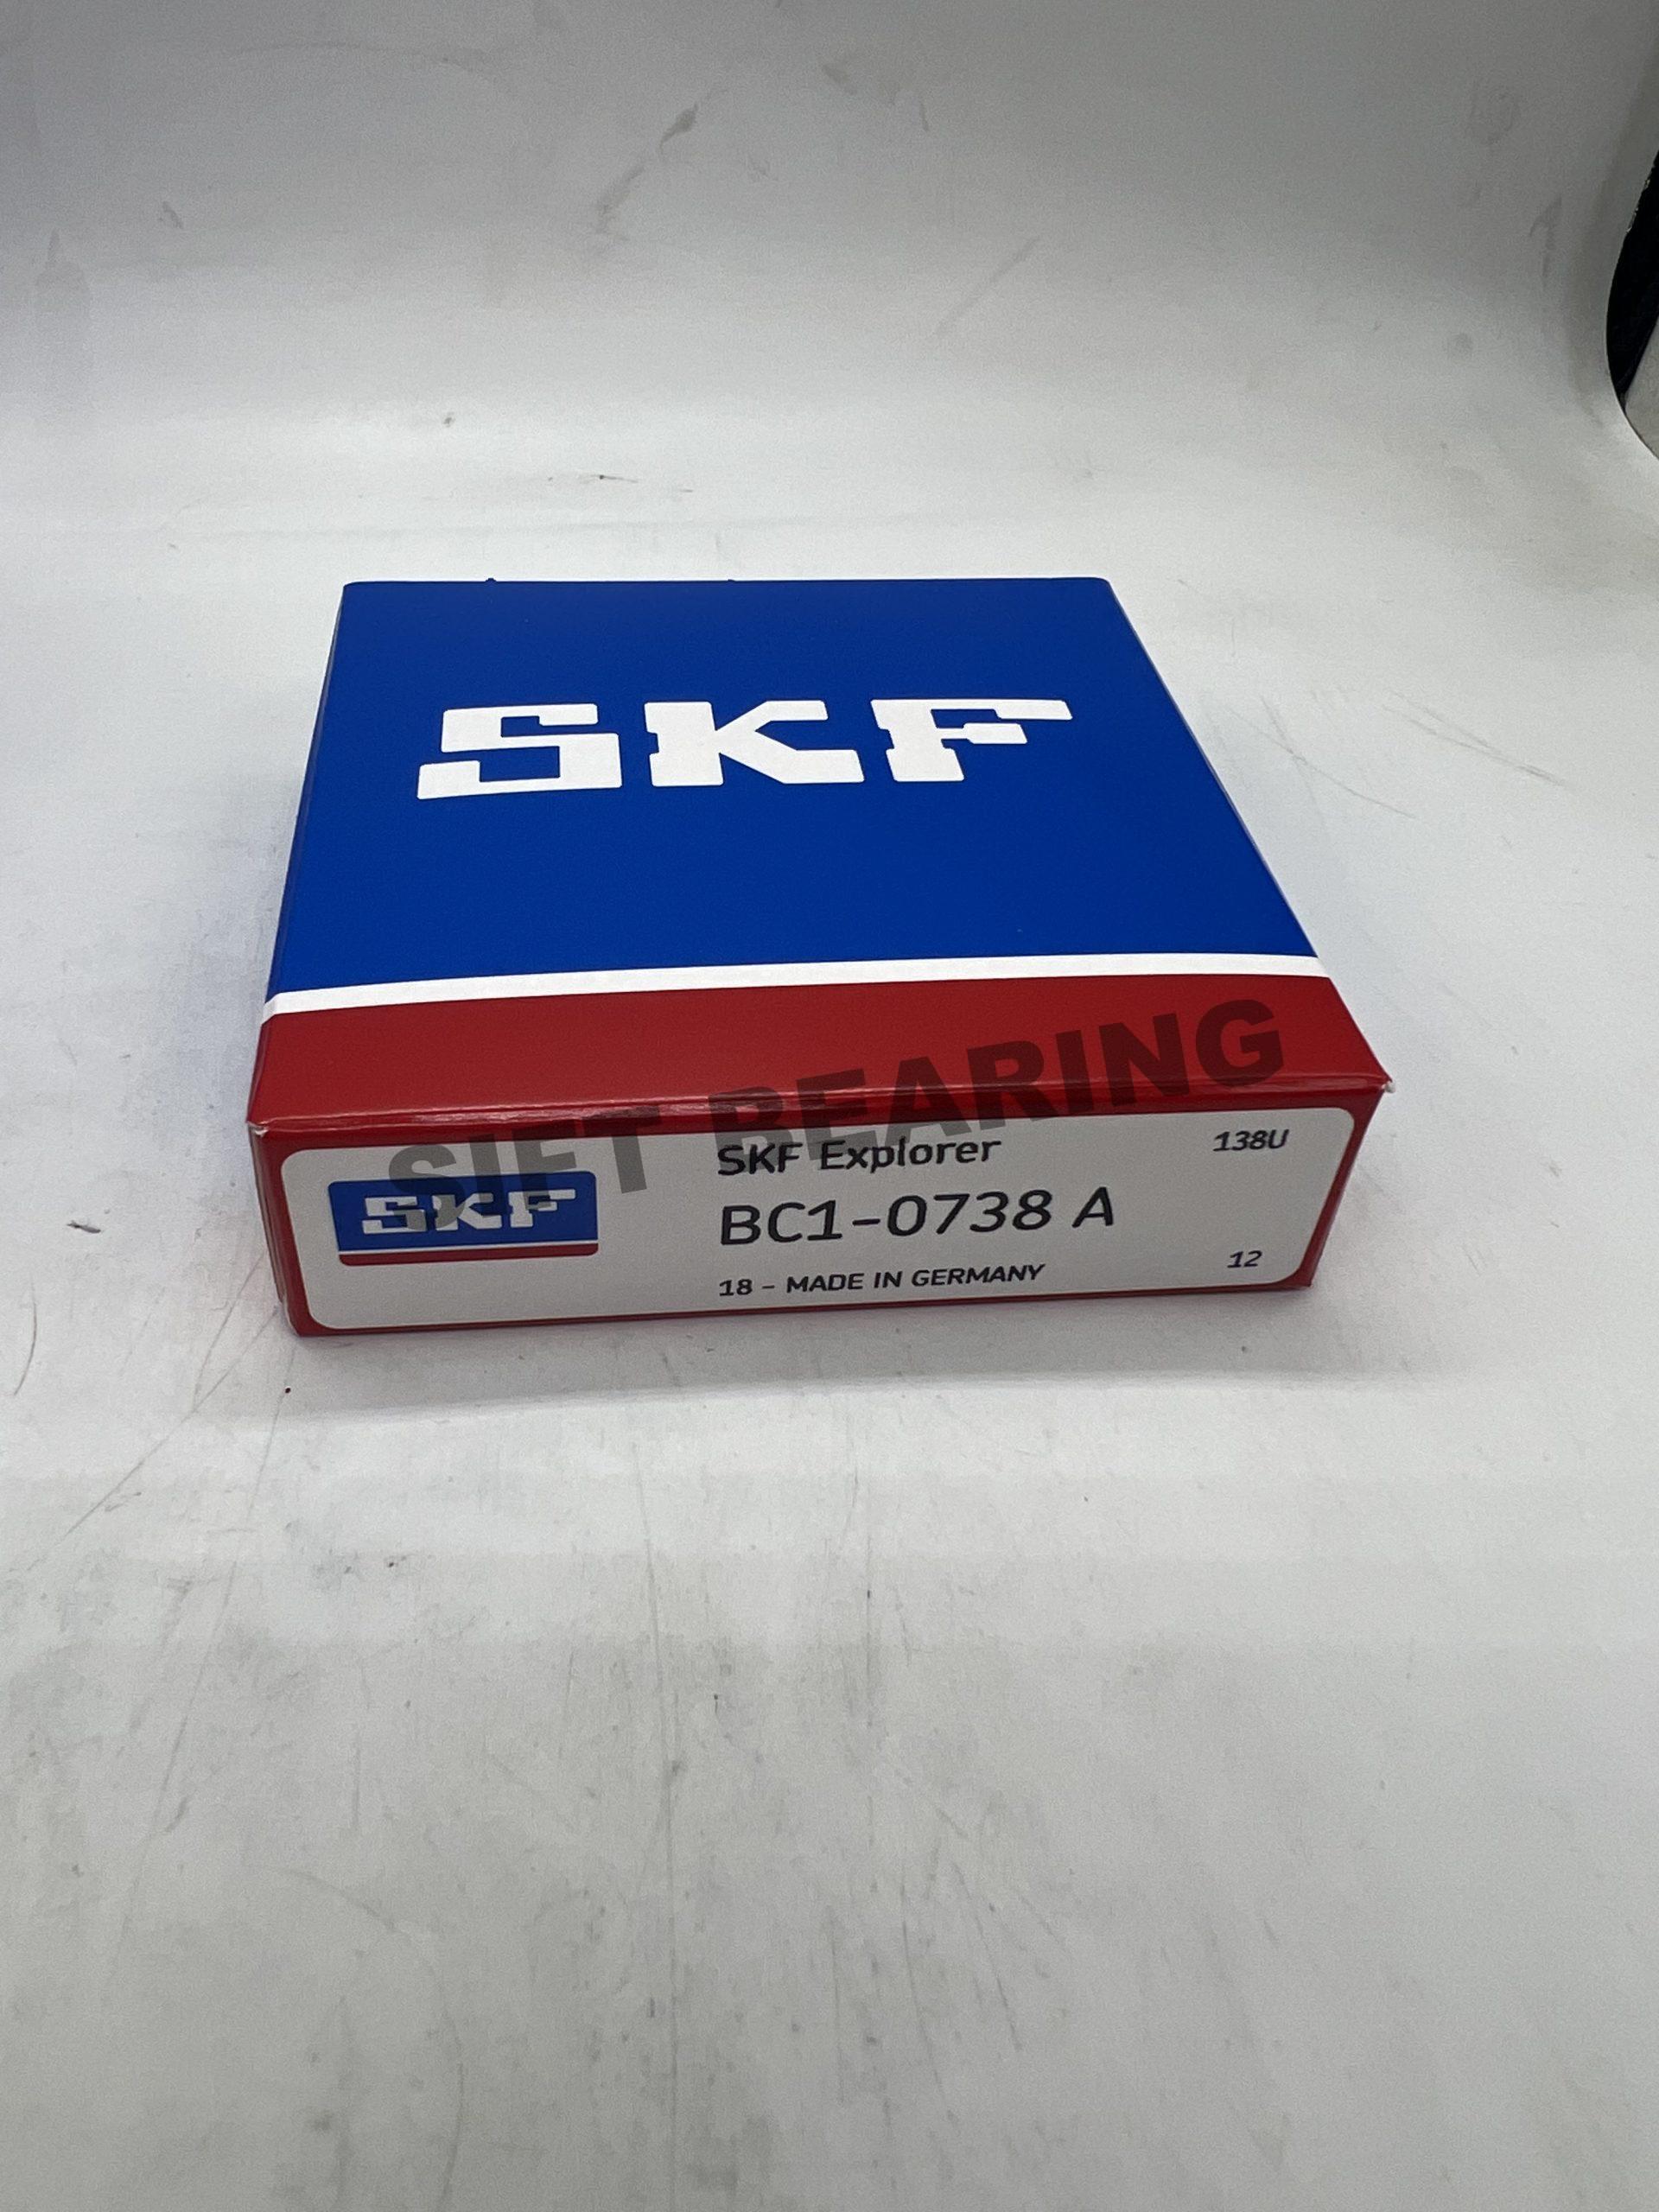 SKF
SIFT BEARING
SKF
SKF Explorer
138U
BC1-0738 A
18 - MADE IN GERMANY
12